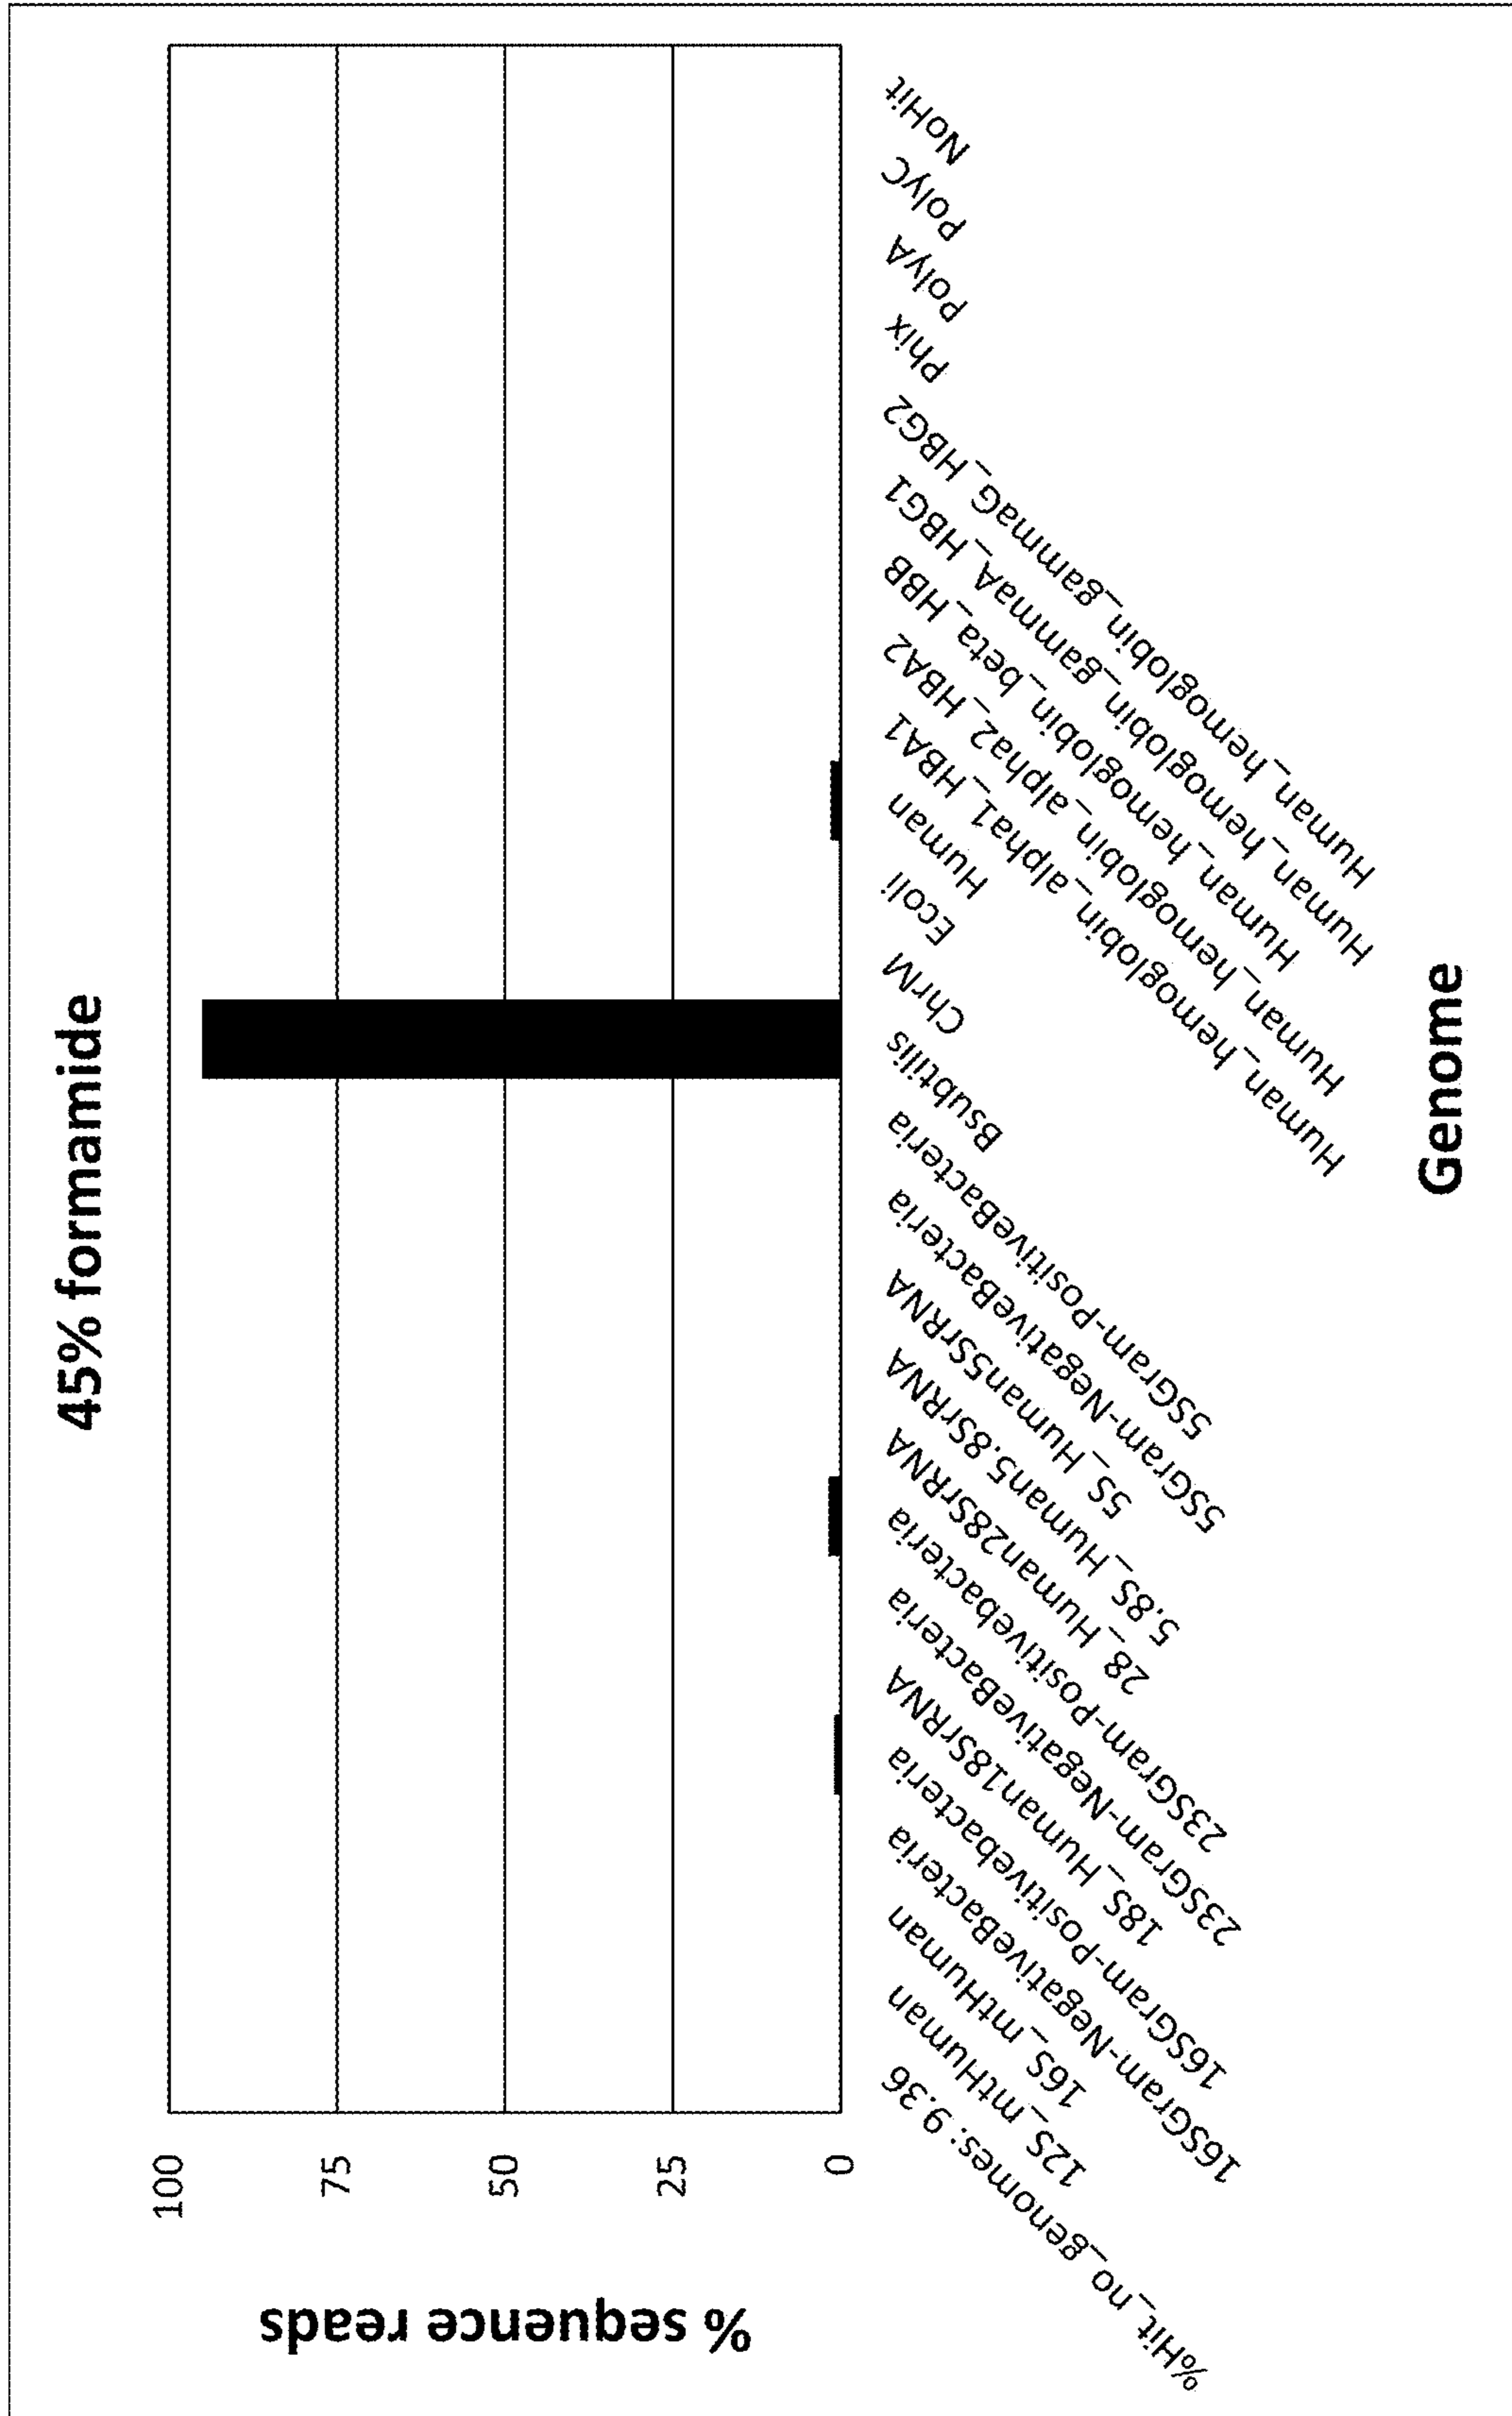 45% formamide
% sequence reads
100
75
50
25
0
%Hit_no_genomes: 9.36
12S_mtHuman
16S_mtHuman
16SGram-NegativeBacteria
16SGram-Positivebacteria
18S_Human18SrRNA
23SGram-NegativeBacteria
23SGram-Positivebacteria
28_Human28SrRNA
5.8S_Human5.8SrRNA
5S_Human5SrRNA
5SGram-NegativeBacteria
5SGram-PositiveBacteria
Bsubtilis
ChrM
Ecoli
Human
Human_hemoglobin_alpha1_HBA1
Human_hemoglobin_alpha2_HBA2
Human_hemoglobin_beta_HBB
Human_hemoglobin_gammaA_HBG1
Human_hemoglobin_gammaG_HBG2
Phix
PolyA
PolyC
NoHit
Genome